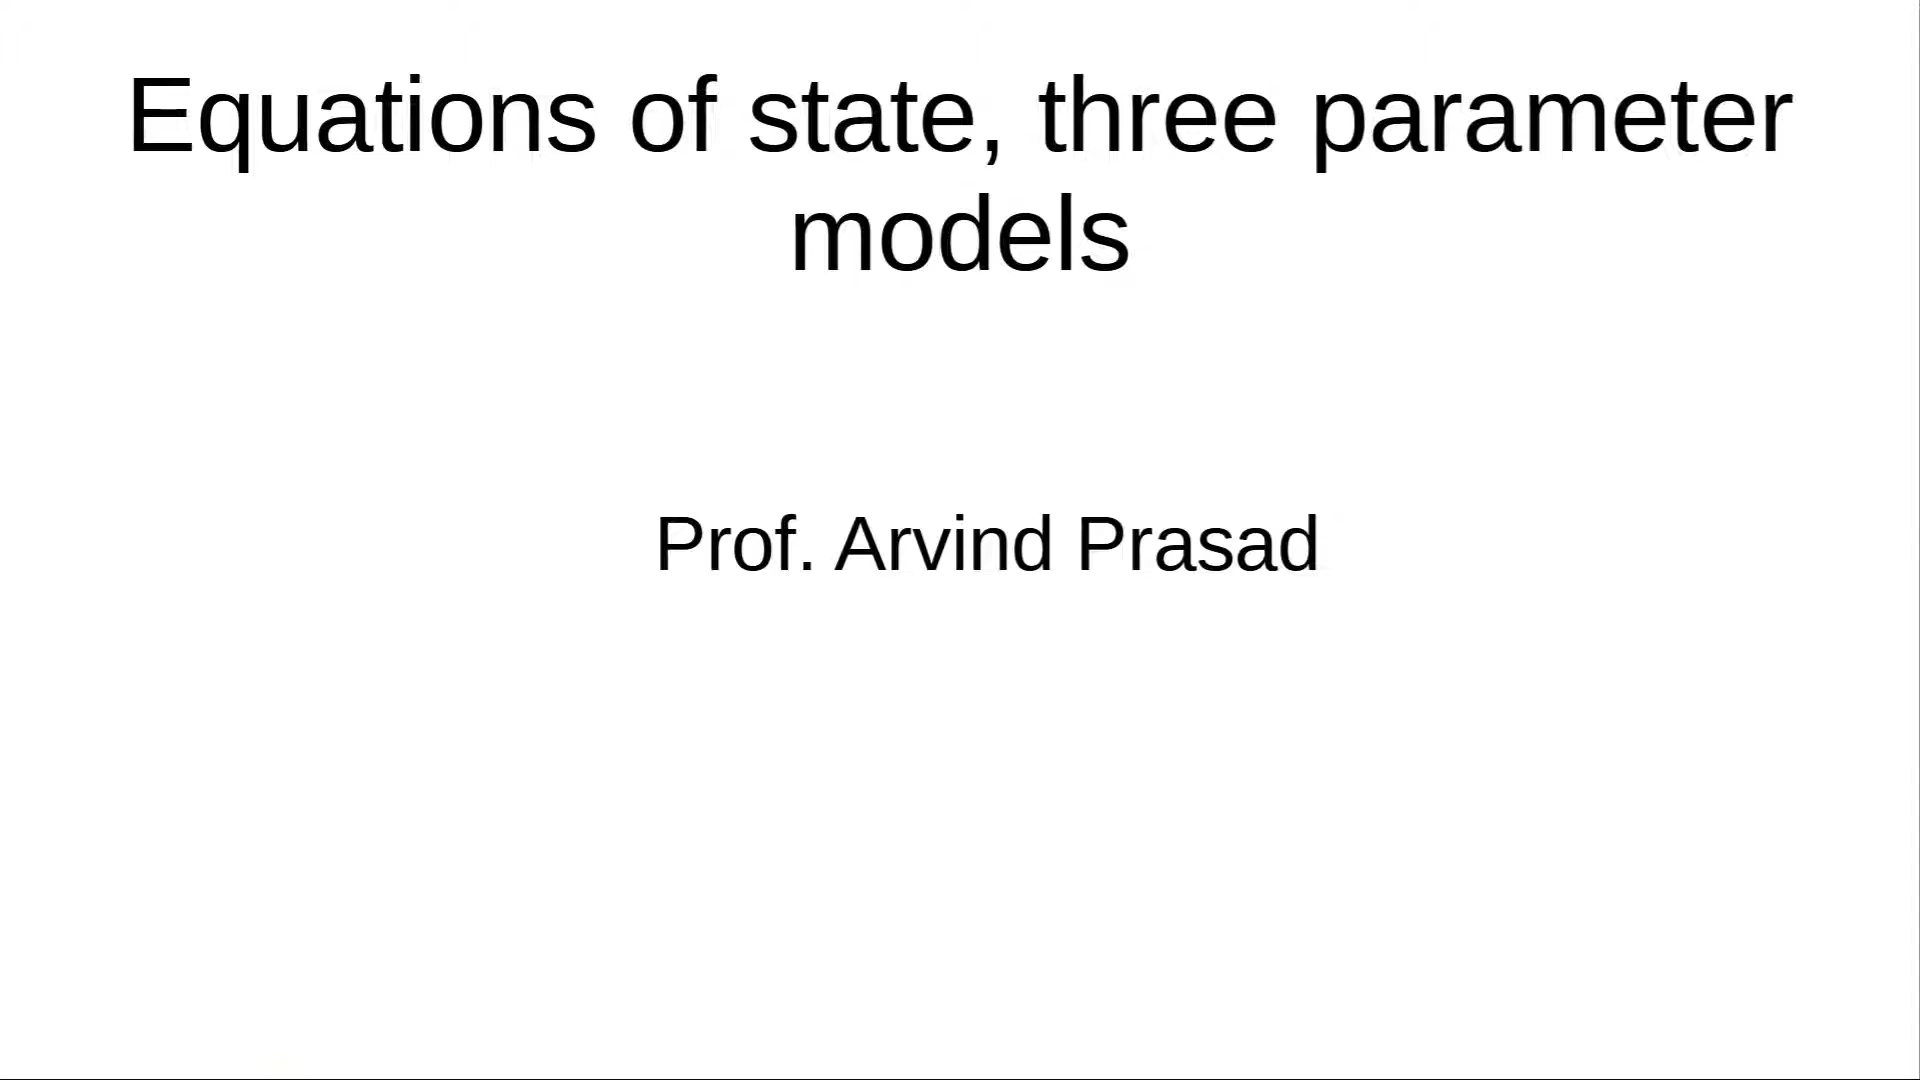 Equations of state, three parameter
models
Prof. Arvind Prasad